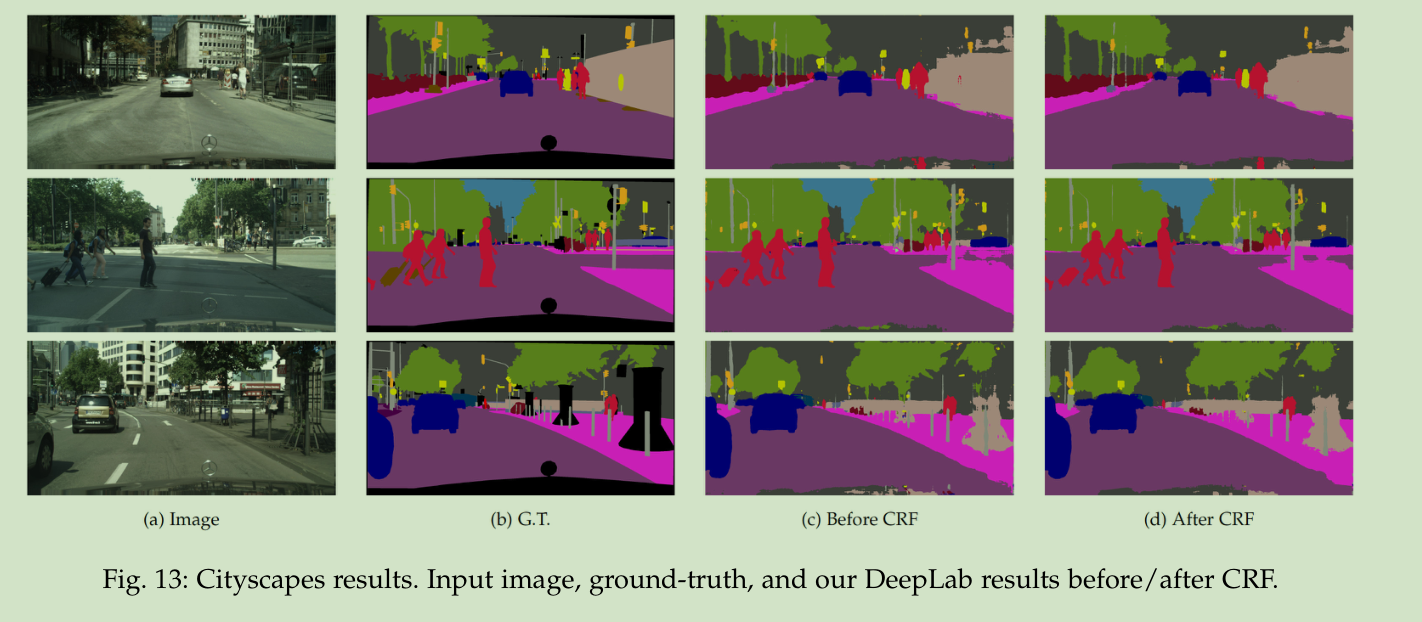 (a) Image
(b) G.T.
(c) Before CRF
(d) After CRF
Fig. 13: Cityscapes results. Input image, ground-truth, and our DeepLab results before/after CRF.